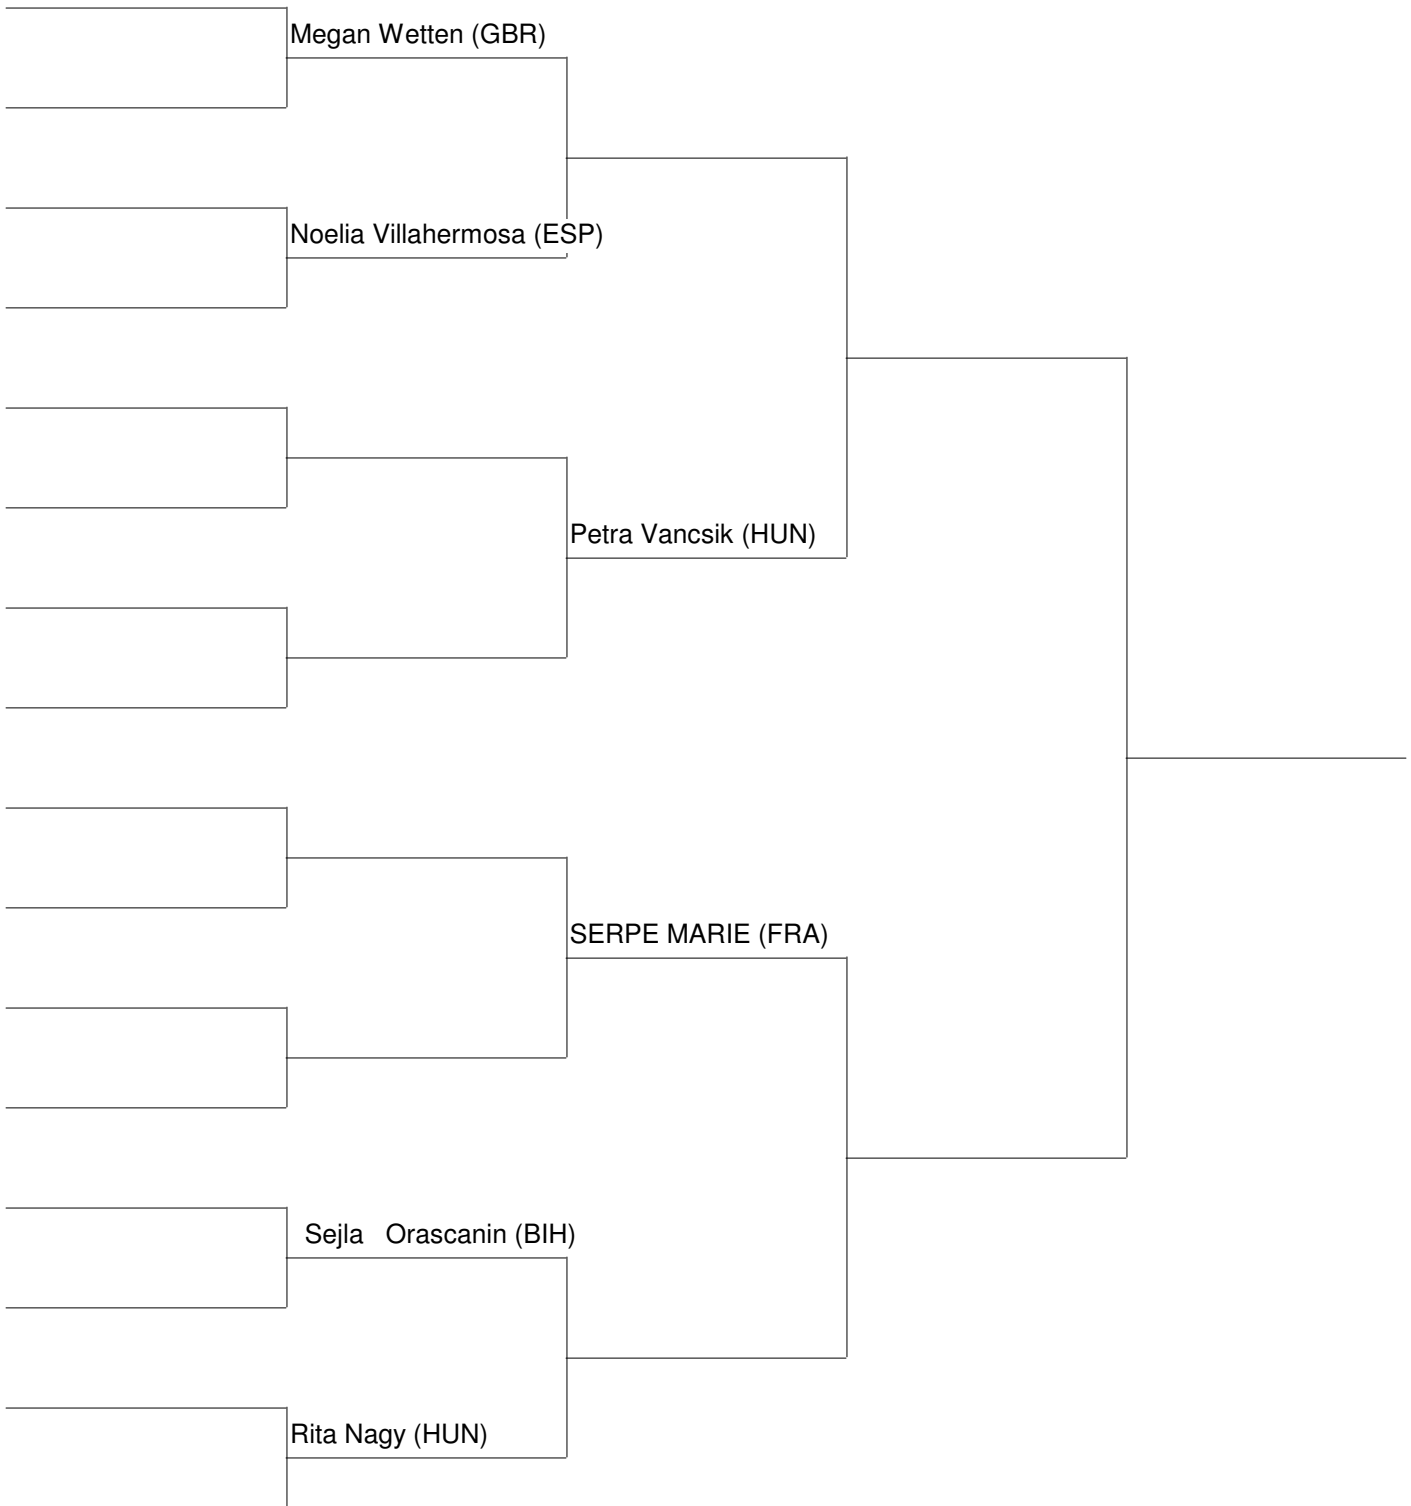 Megan Wetten (GBR)
Noelia Villahermosa (ESP)
Petra Vancsik (HUN)
SERPE MARIE (FRA)
Sejla   Orascanin (BIH)
Rita Nagy (HUN)